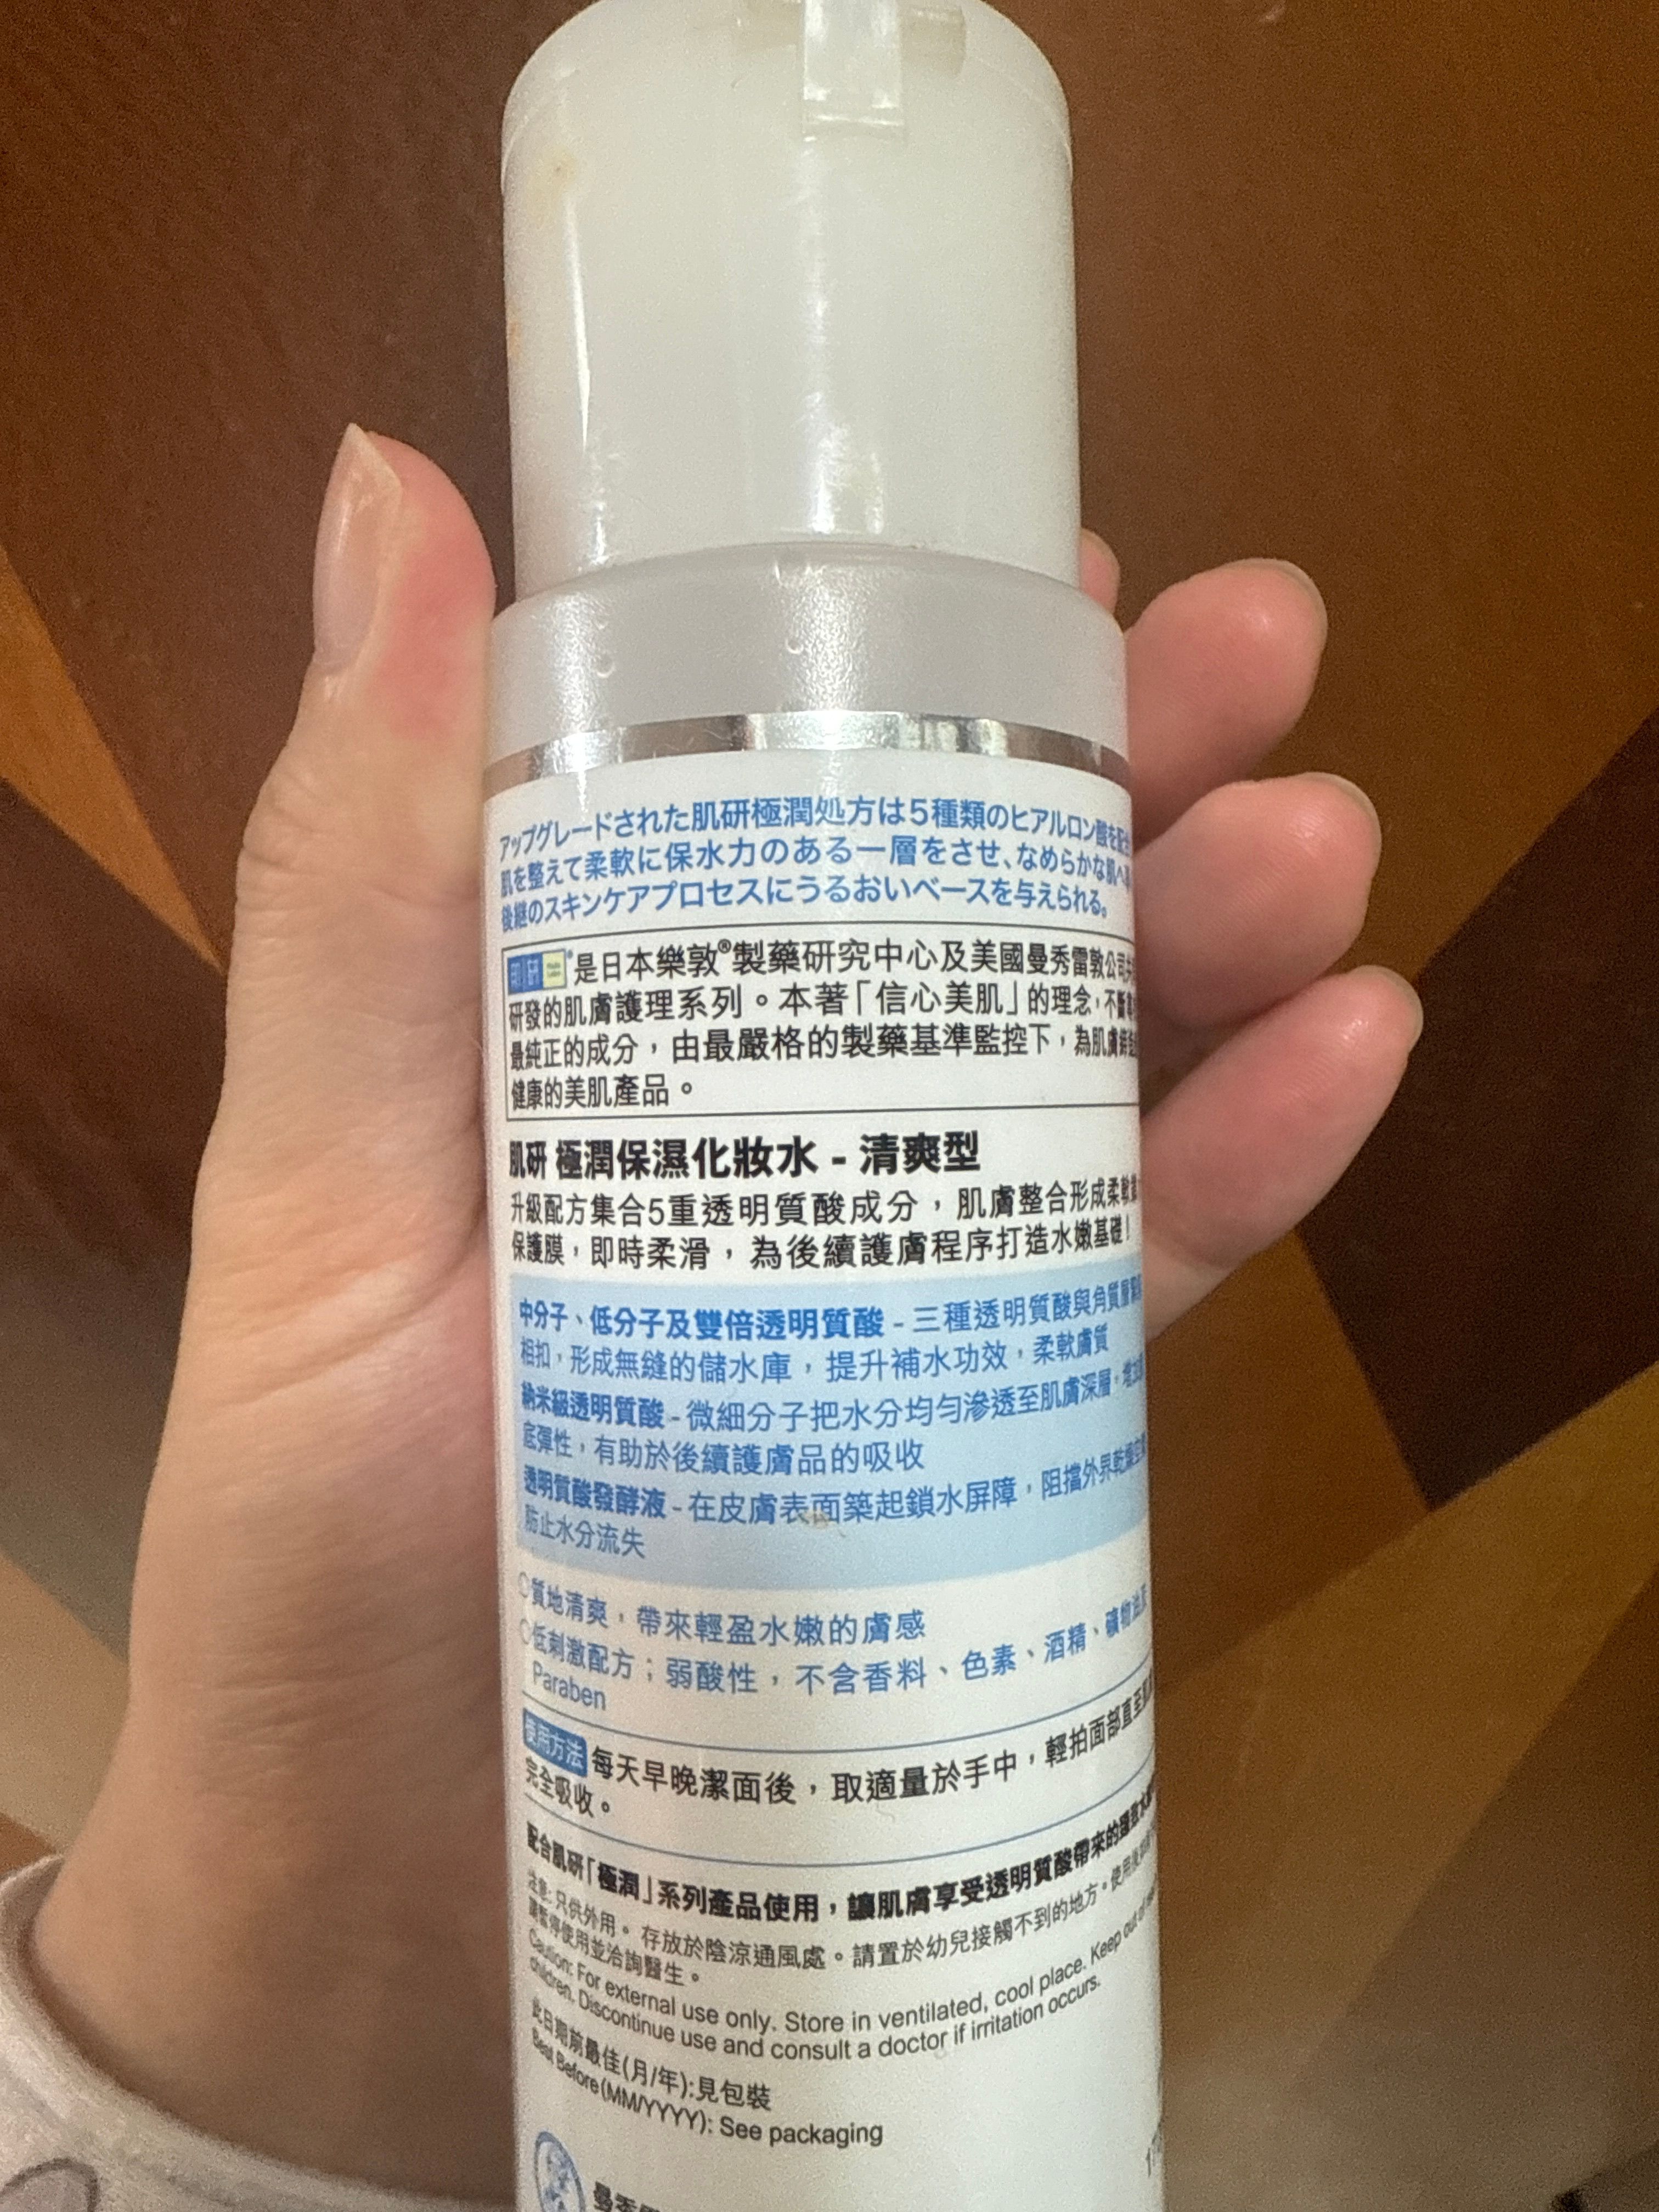 アップグレードされた肌研極潤処方は5種類のヒアルロン酸を配
肌を整えて柔軟に保水力のある一層をさせ、なめらかな肌へ
後継のスキンケアプロセスにうるおいベースを与えられる。
肌研 是日本樂敦®製藥研究中心及美國曼秀雷敦公司
研發的肌膚護理系列。本著「信心美肌」的理念，不斷
最純正的成分，由最嚴格的製藥基準監控下，為肌膚
健康的美肌產品。
肌研 極潤保濕化妝水 - 清爽型
升級配方集合5重透明質酸成分，肌膚整合形成柔軟
保護膜，即時柔滑，為後續護膚程序打造水嫩基礎！
中分子、低分子及雙倍透明質酸 - 三種透明質酸與角質層
相扣，形成無縫的儲水庫，提升補水功效，柔軟膚質
納米級透明質酸 - 微細分子把水分均勻滲透至肌膚深層，增加
底彈性，有助於後續護膚品的吸收
透明質酸發酵液 - 在皮膚表面築起鎖水屏障，阻擋外界乾燥
防止水分流失
○質地清爽，帶來輕盈水嫩的膚感
○低刺激配方；弱酸性，不含香料、色素、酒精、礦物油
Paraben
使用方法 每天早晚潔面後，取適量於手中，輕拍面部直至
完全吸收。
配合肌研「極潤」系列產品使用，讓肌膚享受透明質酸帶來的
注意: 只供外用。存放於陰涼通風處。請置於幼兒接觸不到的地方。使用後
請暫停使用並洽詢醫生。
Caution: For external use only. Store in ventilated, cool place. Keep out of
children. Discontinue use and consult a doctor if irritation occurs.
此日期前最佳(月/年):見包裝
Best Before(MM/YYYY): See packaging
曼秀